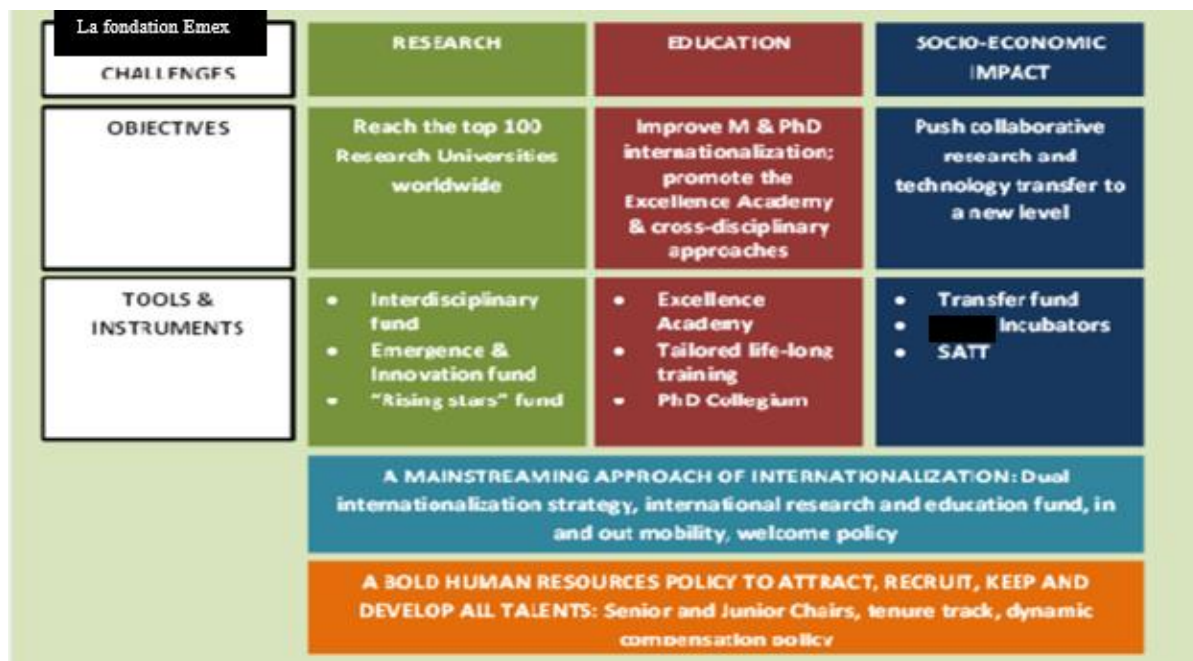 La fondation Emex
CHALLENGES
RESEARCH
EDUCATION
SOCIO-ECONOMIC
IMPACT
OBJECTIVES
Reach the top 100
Research Universities
worldwide
Improve M & PhD
internationalization;
promote the
Excellence Academy
& cross-disciplinary
approaches
Push collaborative
research and
technology transfer to
a new level
TOOLS &
INSTRUMENTS
• Interdisciplinary
fund
• Emergence &
Innovation fund
• "Rising stars" fund
• Excellence
Academy
• Tailored life-long
training
• PhD Collegium
• Transfer fund
• Incubators
• SATT
A MAINSTREAMING APPROACH OF INTERNATIONALIZATION: Dual
internationalization strategy, international research and education fund, in
and out mobility, welcome policy
A BOLD HUMAN RESOURCES POLICY TO ATTRACT, RECRUIT, KEEP AND
DEVELOP ALL TALENTS: Senior and Junior Chairs, tenure track, dynamic
compensation policy